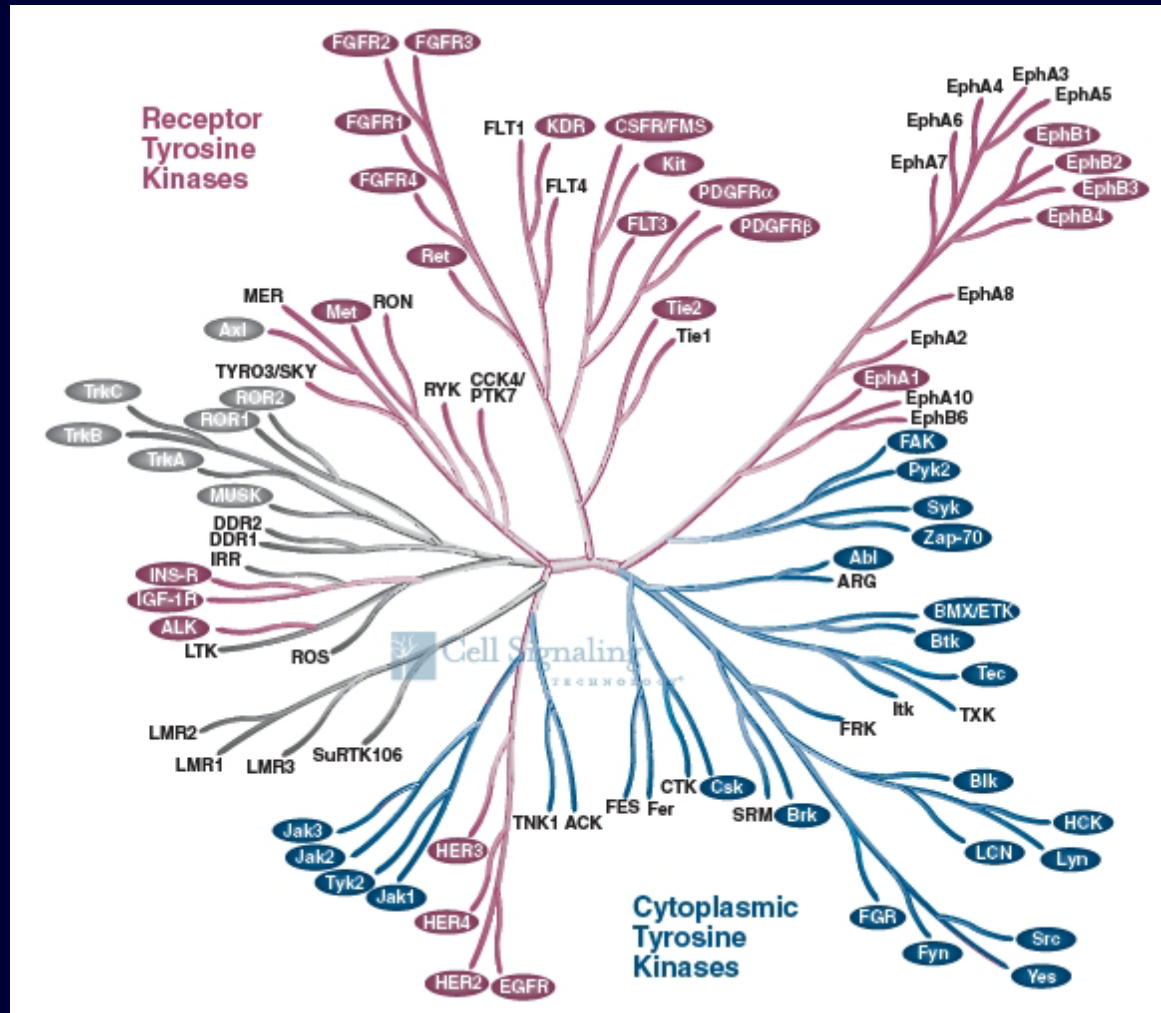 Receptor
Tyrosine
Kinases
FGFR2
FGFR3
FGFR1
FGFR4
Ret
FLT1
KDR
FLT4
CSFR/FMS
Kit
FLT3
PDGFRα
PDGFRβ
Tie2
Tie1
EphA3
EphA4
EphA5
EphA6
EphA7
EphB1
EphB2
EphB3
EphB4
EphA8
EphA2
EphA1
EphA10
EphB6
MER
Axl
Met
RON
TYRO3/SKY
RYK
CCK4/
PTK7
TrkC
ROR2
ROR1
TrkB
TrkA
MUSK
DDR2
DDR1
IRR
INS-R
IGF-1R
ALK
LTK
ROS
LMR2
LMR1
LMR3
SuRTK106
FAK
Pyk2
Syk
Zap-70
Abl
ARG
BMX/ETK
Btk
Tec
TXK
Itk
FRK
Cell Signaling
TECHNOLOGY®
Jak3
Jak2
Tyk2
Jak1
HER3
HER4
HER2
EGFR
TNK1
ACK
FES
Fer
CTK
Csk
SRM
Brk
Blk
HCK
LCN
Lyn
FGR
Fyn
Src
Yes
Cytoplasmic
Tyrosine
Kinases